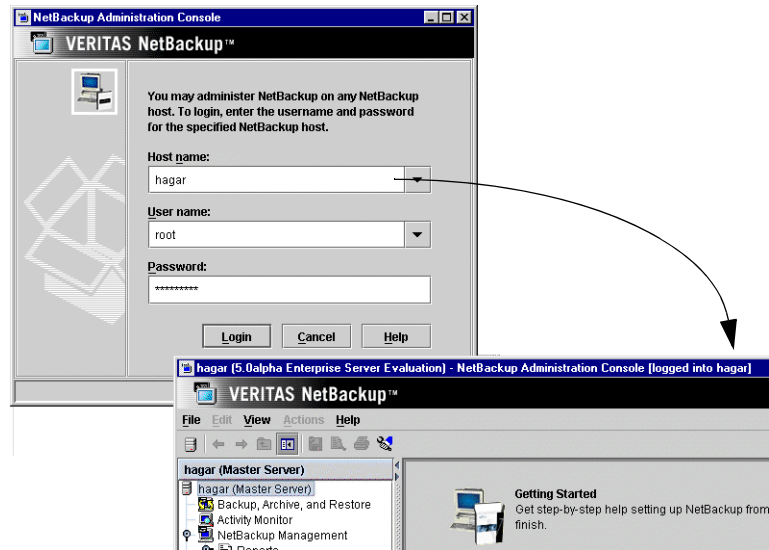 NetBackup Administration Console
VERITAS NetBackup™
You may administer NetBackup on any NetBackup
host. To login, enter the username and password
for the specified NetBackup host.
Host name:
hagar
User name:
root
Password:
*********
Login Cancel Help
hagar (5.0alpha Enterprise Server Evaluation) - NetBackup Administration Console [logged into hagar]
VERITAS NetBackup™
File Edit View Actions Help
hagar (Master Server)
hagar (Master Server)
Backup, Archive, and Restore
Activity Monitor
NetBackup Management
Reports
Getting Started
Get step-by-step help setting up NetBackup from
finish.